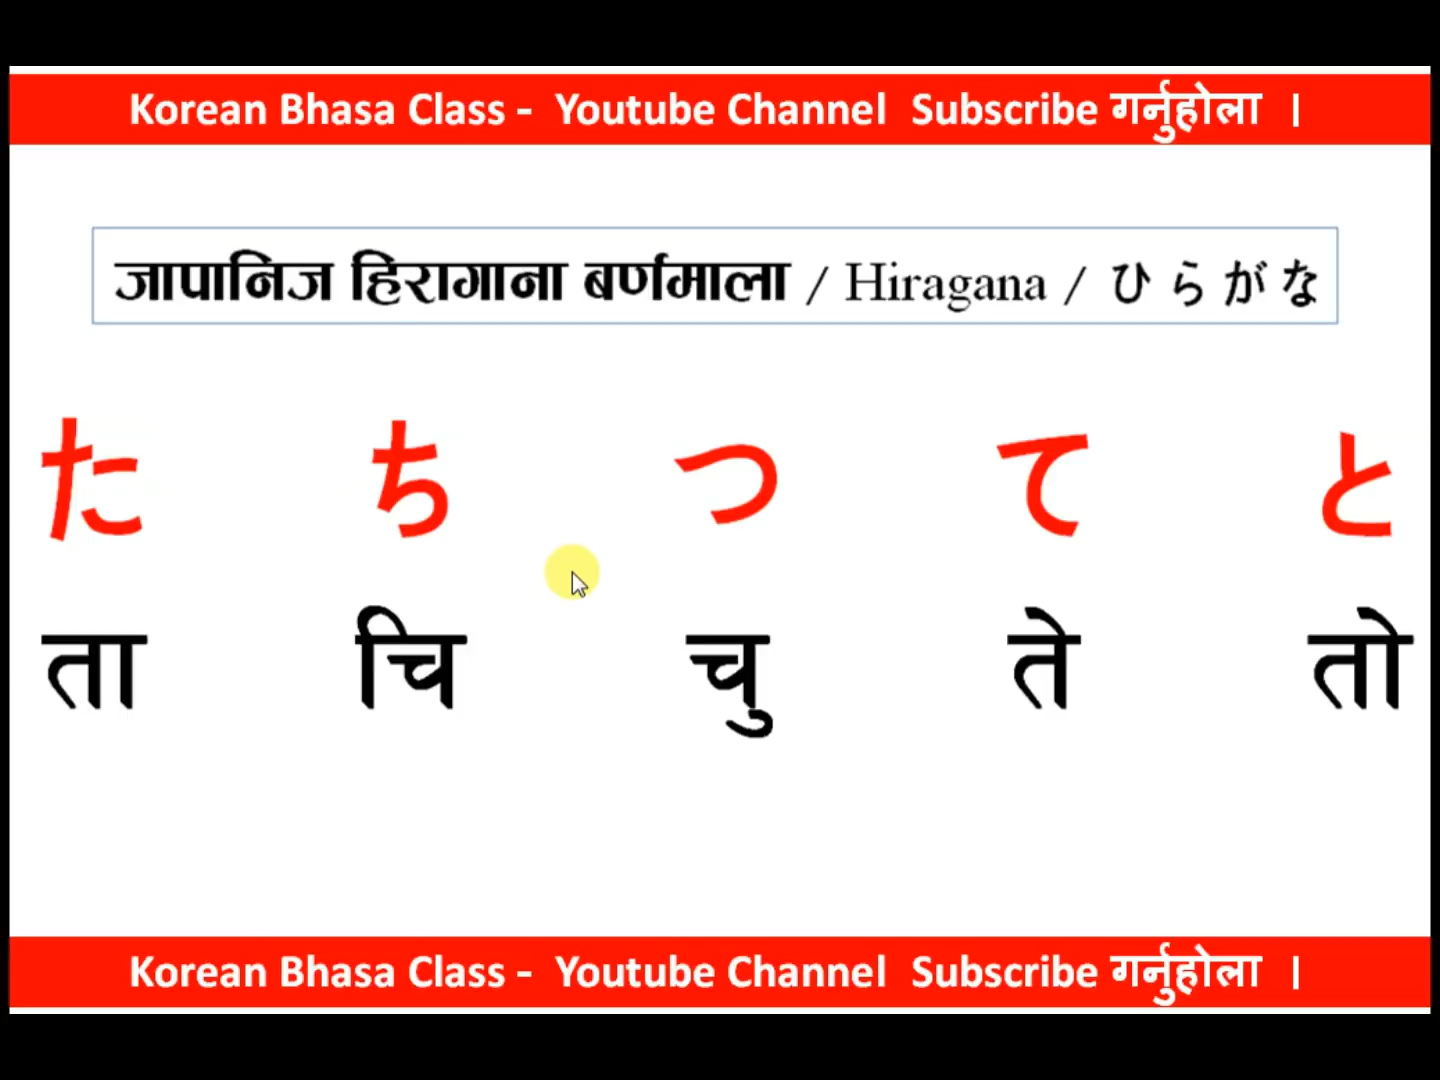 Korean Bhasa Class - Youtube Channel Subscribe गर्नुहोला ।
जापानिज हिरागाना बर्णमाला / Hiragana / ひ ら が な
た ち つ て と
ता चि चु ते तो
Korean Bhasa Class - Youtube Channel Subscribe गर्नुहोला ।